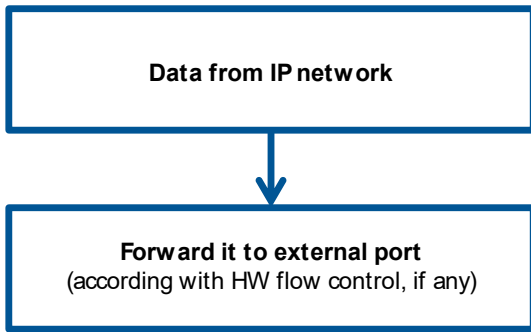 Data from IP network
Forward it to external port
(according with HW flow control, if any)